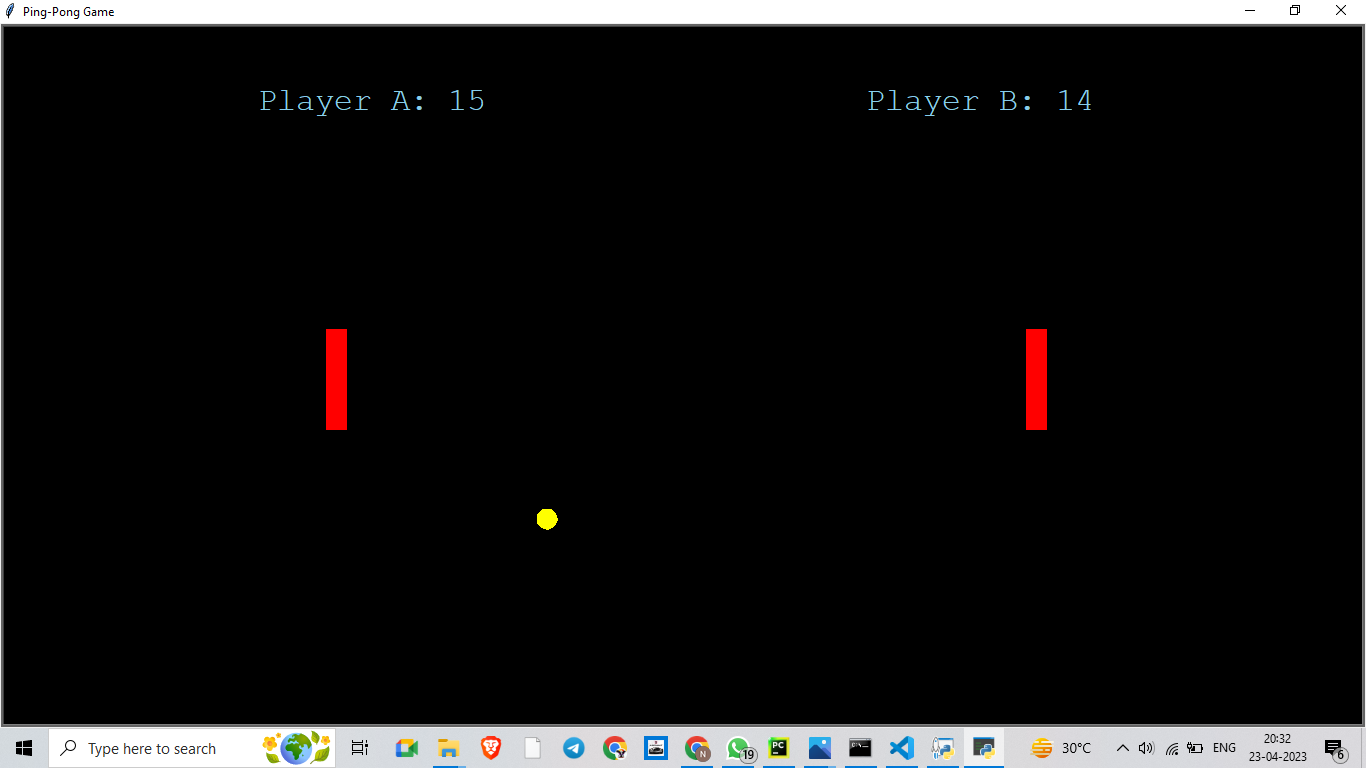 Ping-Pong Game
Player A: 15
Player B: 14
Type here to search
N
19
PC
C:\
30°C
ENG
20:32
23-04-2023
6